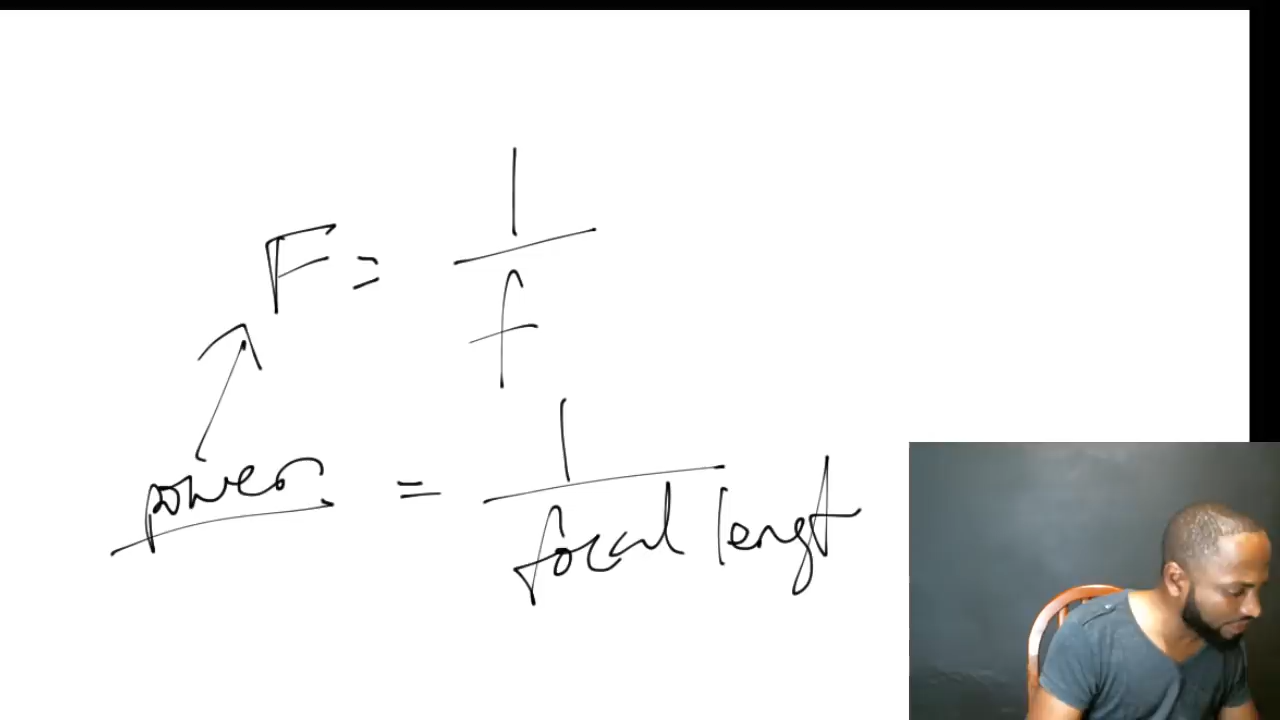 F = 1/f
power = 1/focal lengt